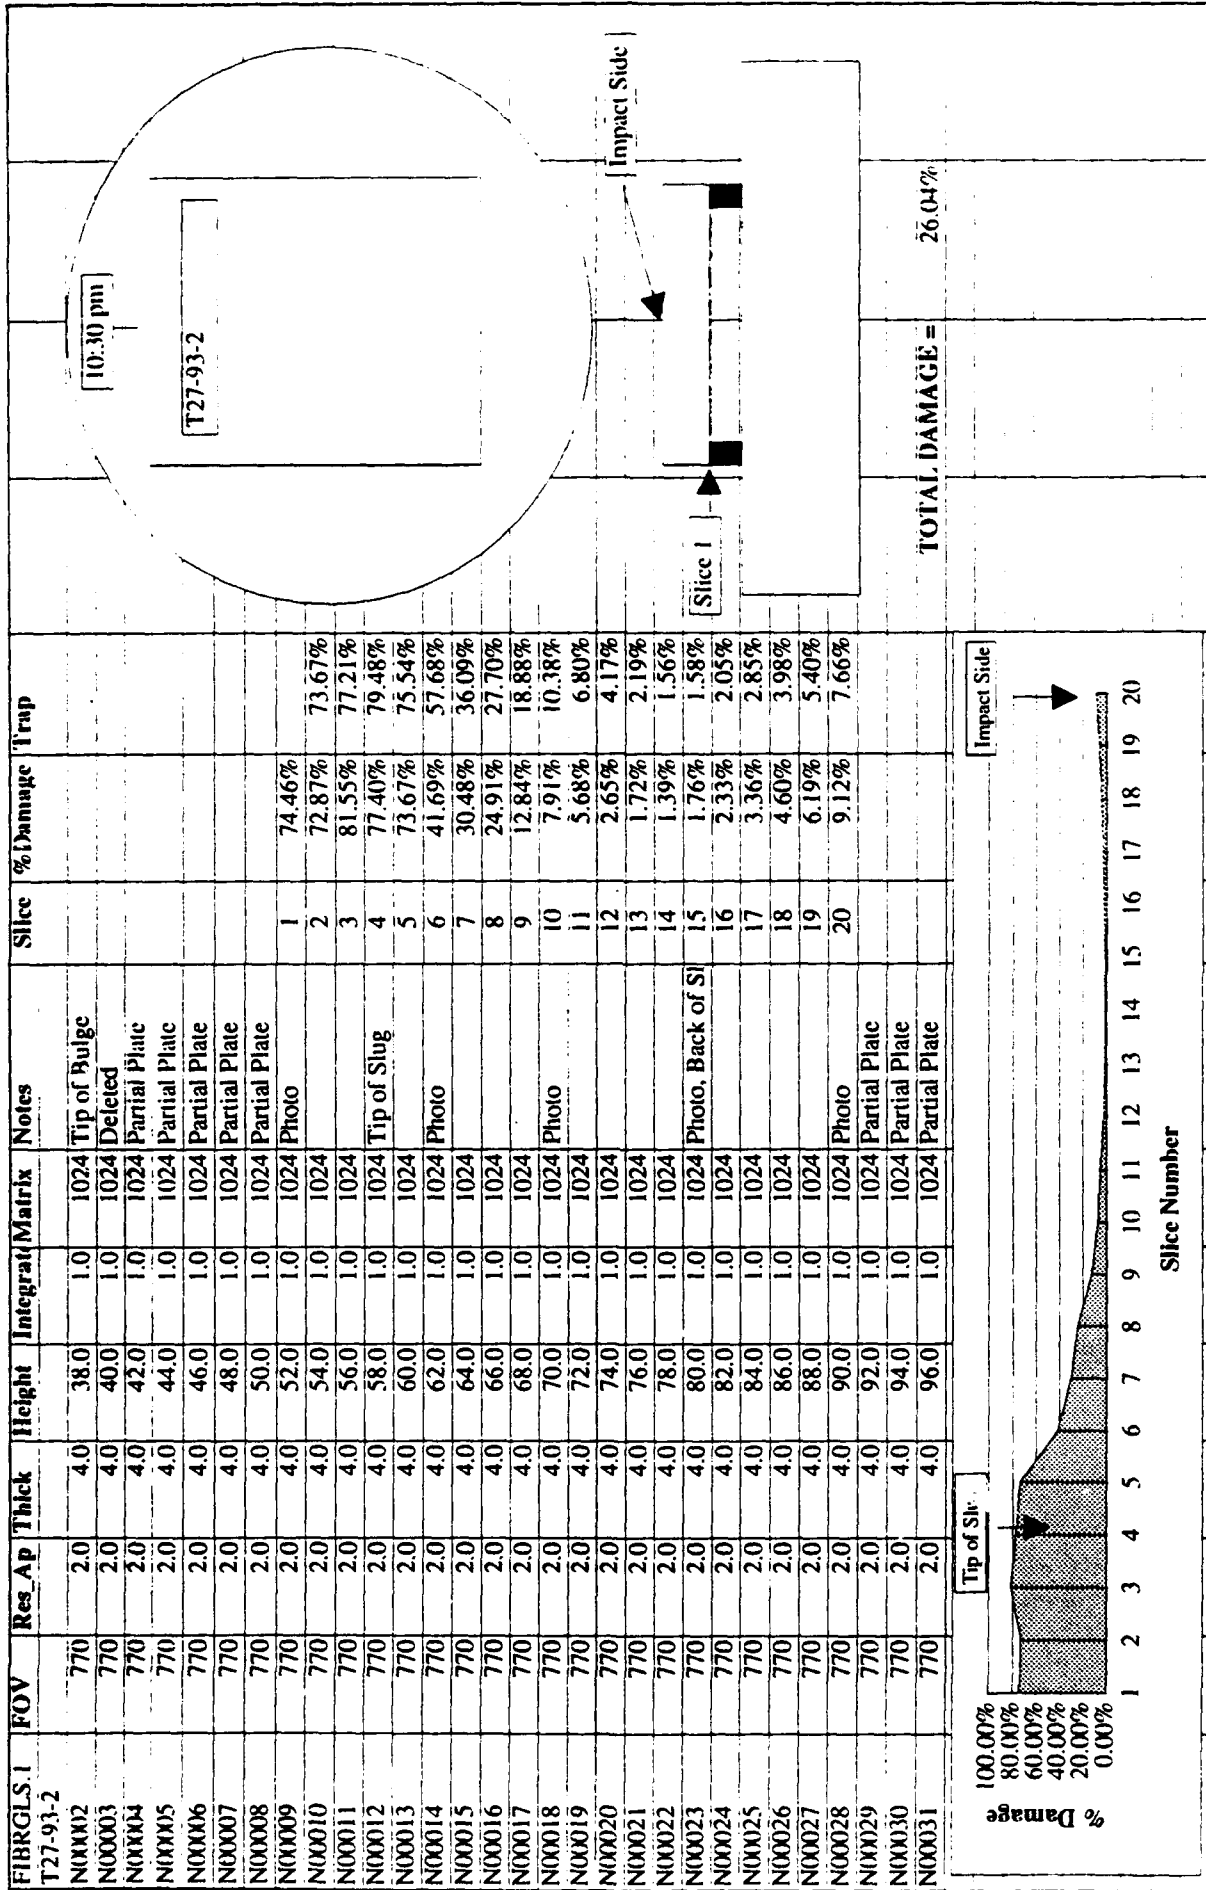 FIBRGLS.1 FOV Res_Ap Thick Height Integrat Matrix Notes Slice %Damage Trap
T27-93-2
N00002 770 2.0 4.0 38.0 1.0 1024 Tip of Bulge
N00003 770 2.0 4.0 40.0 1.0 1024 Deleted
N00004 770 2.0 4.0 42.0 1.0 1024 Partial Plate
N00005 770 2.0 4.0 44.0 1.0 1024 Partial Plate
N00006 770 2.0 4.0 46.0 1.0 1024 Partial Plate
N00007 770 2.0 4.0 48.0 1.0 1024 Partial Plate
N00008 770 2.0 4.0 50.0 1.0 1024 Partial Plate
N00009 770 2.0 4.0 52.0 1.0 1024 Photo 1 74.46%
N00010 770 2.0 4.0 54.0 1.0 1024 2 72.87% 73.67%
N00011 770 2.0 4.0 56.0 1.0 1024 3 81.55% 77.21%
N00012 770 2.0 4.0 58.0 1.0 1024 Tip of Slug 4 77.40% 79.48%
N00013 770 2.0 4.0 60.0 1.0 1024 5 73.67% 75.54%
N00014 770 2.0 4.0 62.0 1.0 1024 Photo 6 41.69% 57.68%
N00015 770 2.0 4.0 64.0 1.0 1024 7 30.48% 36.09%
N00016 770 2.0 4.0 66.0 1.0 1024 8 24.91% 27.70%
N00017 770 2.0 4.0 68.0 1.0 1024 9 12.84% 18.88%
N00018 770 2.0 4.0 70.0 1.0 1024 Photo 10 7.91% 10.38%
N00019 770 2.0 4.0 72.0 1.0 1024 11 5.68% 6.80%
N00020 770 2.0 4.0 74.0 1.0 1024 12 2.65% 4.17%
N00021 770 2.0 4.0 76.0 1.0 1024 13 1.72% 2.19%
N00022 770 2.0 4.0 78.0 1.0 1024 14 1.39% 1.56%
N00023 770 2.0 4.0 80.0 1.0 1024 Photo, Back of Sl 15 1.76% 1.58%
N00024 770 2.0 4.0 82.0 1.0 1024 16 2.33% 2.05%
N00025 770 2.0 4.0 84.0 1.0 1024 17 3.36% 2.85%
N00026 770 2.0 4.0 86.0 1.0 1024 18 4.60% 3.98%
N00027 770 2.0 4.0 88.0 1.0 1024 19 6.19% 5.40%
N00028 770 2.0 4.0 90.0 1.0 1024 Photo 20 9.12% 7.66%
N00029 770 2.0 4.0 92.0 1.0 1024 Partial Plate
N00030 770 2.0 4.0 94.0 1.0 1024 Partial Plate
N00031 770 2.0 4.0 96.0 1.0 1024 Partial Plate
10:30 pm
T27-93-2
Impact Side
Slice 1
TOTAL DAMAGE = 26.04%
% Damage
100.00%
80.00%
60.00%
40.00%
20.00%
0.00%
Tip of
Impact Side
1 2 3 4 5 6 7 8 9 10 11 12 13 14 15 16 17 18 19 20
Slice Number